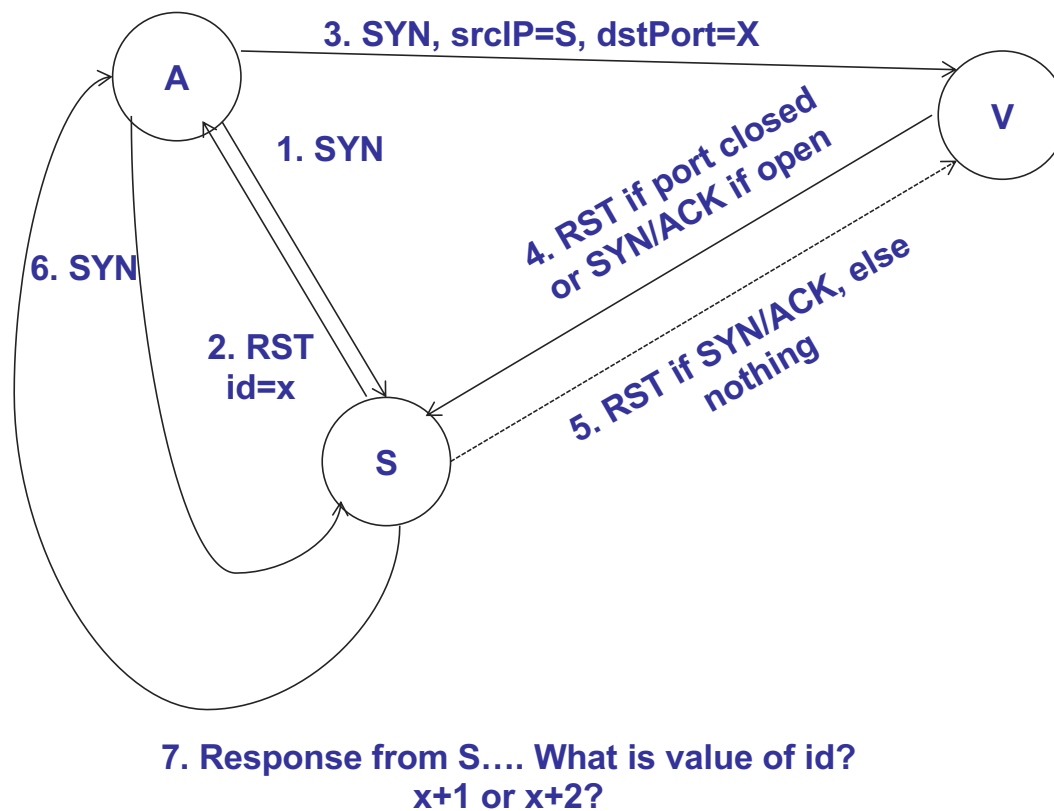 3. SYN, srcIP=S, dstPort=X
A
V
1. SYN
4. RST if port closed
or SYN/ACK if open
6. SYN
5. RST if SYN/ACK, else
nothing
2. RST
id=x
S
7. Response from S.... What is value of id?
x+1 or x+2?